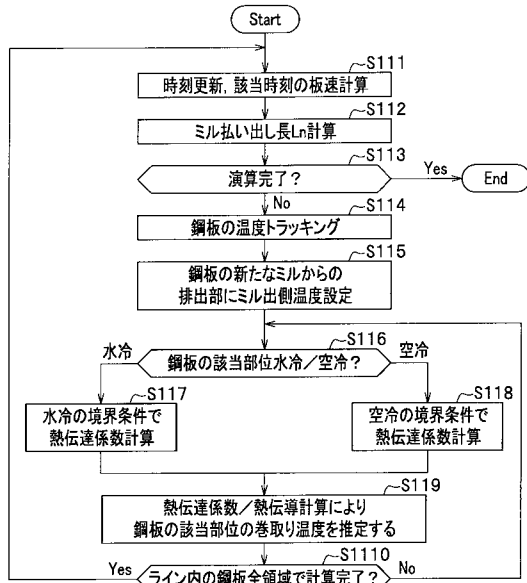 Start
S111
時刻更新，該当時刻の板速計算
S112
ミル払い出し長Ln計算
S113
演算完了？
Yes
End
No
S114
鋼板の温度トラッキング
S115
鋼板の新たなミルからの
排出部にミル出側温度設定
S116
水冷
鋼板の該当部位水冷／空冷？
空冷
S117
水冷の境界条件で
熱伝達係数計算
S118
空冷の境界条件で
熱伝達係数計算
S119
熱伝達係数／熱伝導計算により
鋼板の該当部位の巻取り温度を推定する
S1110
Yes
ライン内の鋼板全領域で計算完了？
No